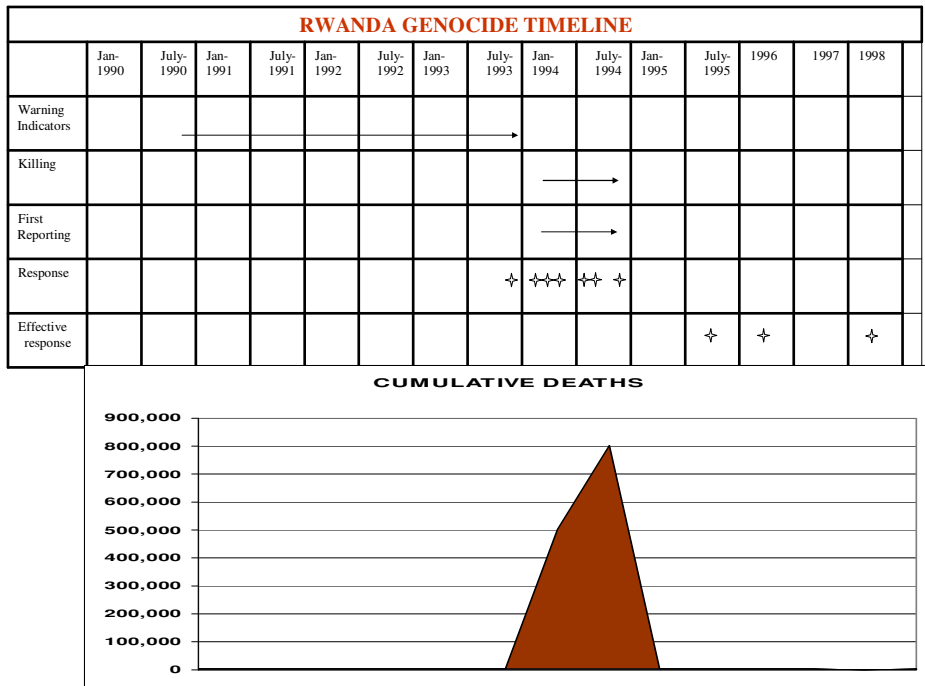 RWANDA GENOCIDE TIMELINE
Jan- July- Jan- July- Jan- July- Jan- July- Jan- July- Jan- July- 1996 1997 1998
1990 1990 1991 1991 1992 1992 1993 1993 1994 1994 1995 1995
Warning
Indicators
Killing
First
Reporting
Response
Effective
response
CUMULATIVE DEATHS
900,000
800,000
700,000
600,000
500,000
400,000
300,000
200,000
100,000
0